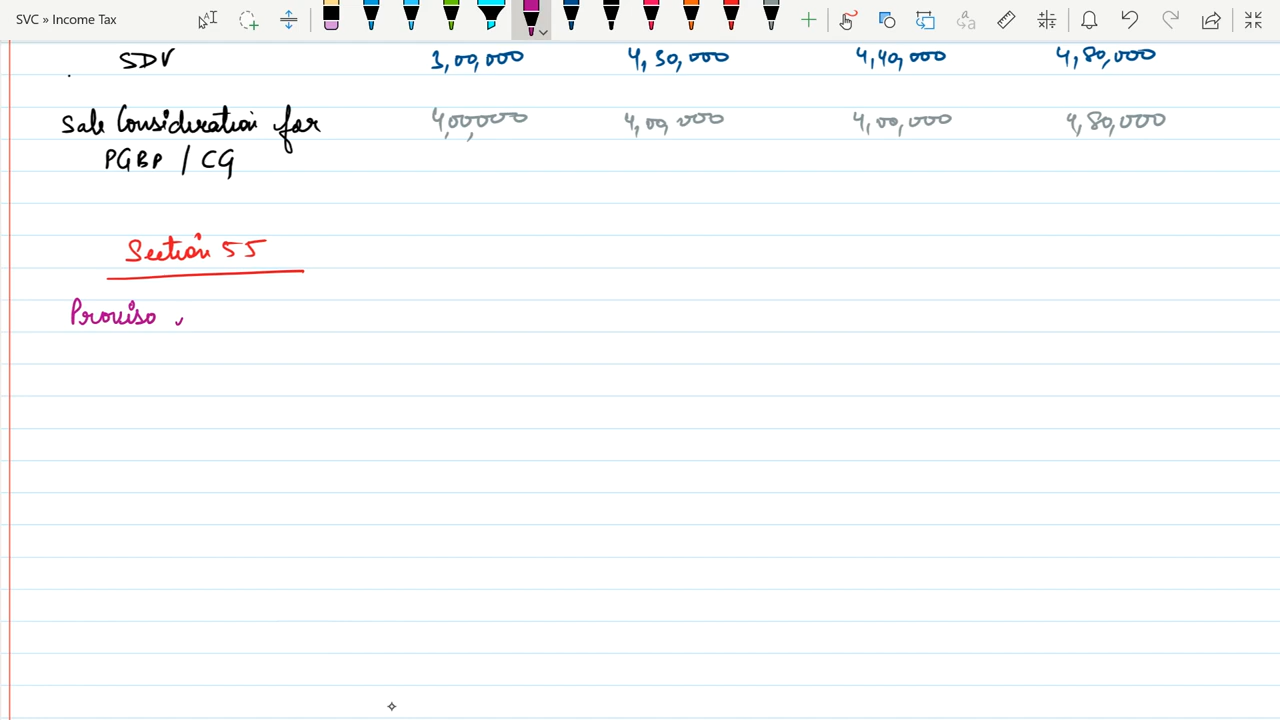 SVC » Income Tax
SDV 3,00,000 4,30,000 4,40,000 4,80,000
Sale Consideration for 4,00,000 4,00,000 4,00,000 4,80,000
PGBP / CG
Section 55
Proviso